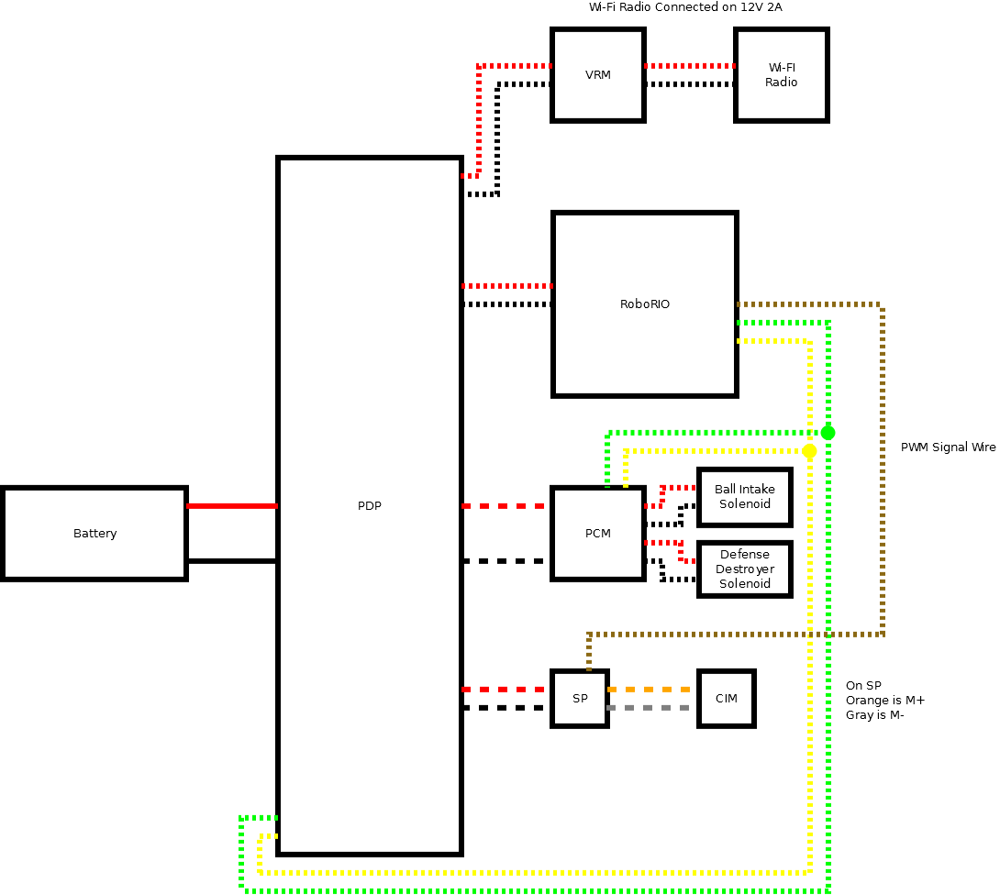 Wi-Fi Radio Connected on 12V 2A
VRM
Wi-FI
Radio
RoboRIO
PWM Signal Wire
Ball Intake
Solenoid
Battery
PDP
PCM
Defense
Destroyer
Solenoid
SP
CIM
On SP
Orange is M+
Gray is M-